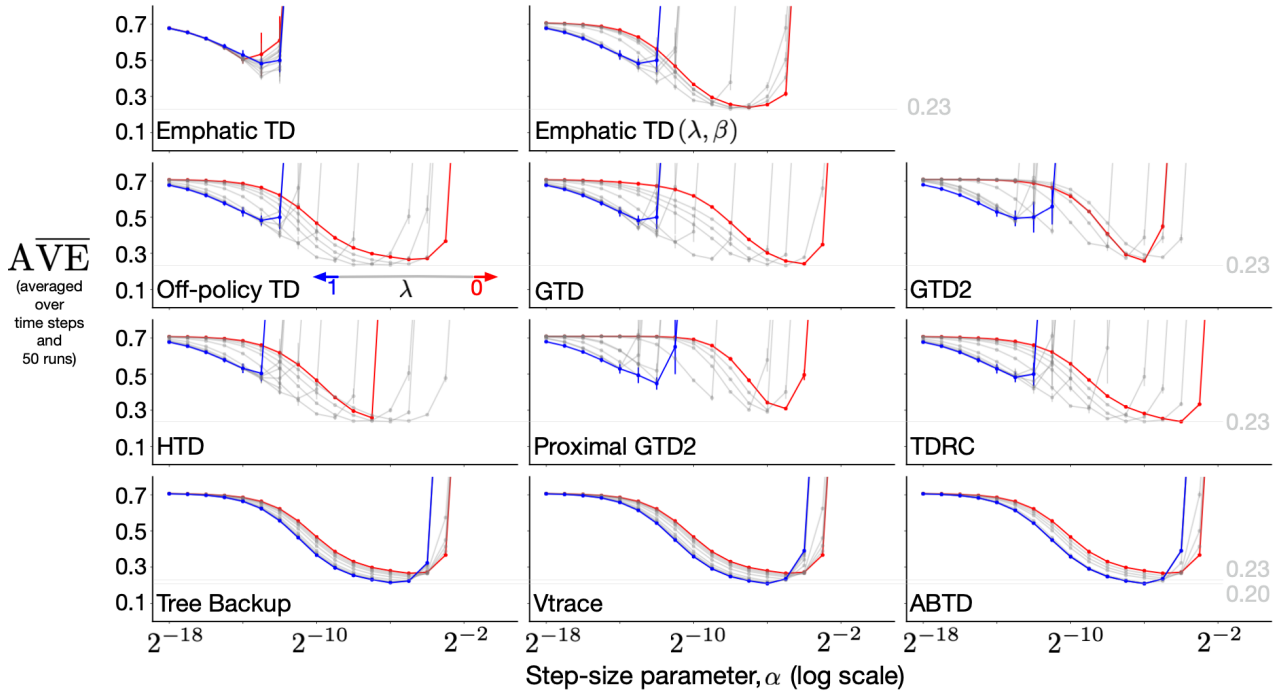 0.7
0.5
0.3
0.1
Emphatic TD
Emphatic TD(λ, β)
0.23
0.7
0.5
0.3
0.1
Off-policy TD
1 λ 0
GTD
GTD2
0.23
AVE
(averaged
over
time steps
and
50 runs)
0.7
0.5
0.3
0.1
HTD
Proximal GTD2
TDRC
0.23
0.7
0.5
0.3
0.1
Tree Backup
Vtrace
ABTD
0.23
0.20
2⁻¹⁸ 2⁻¹⁰ 2⁻²
2⁻¹⁸ 2⁻¹⁰ 2⁻²
2⁻¹⁸ 2⁻¹⁰ 2⁻²
Step-size parameter, α (log scale)